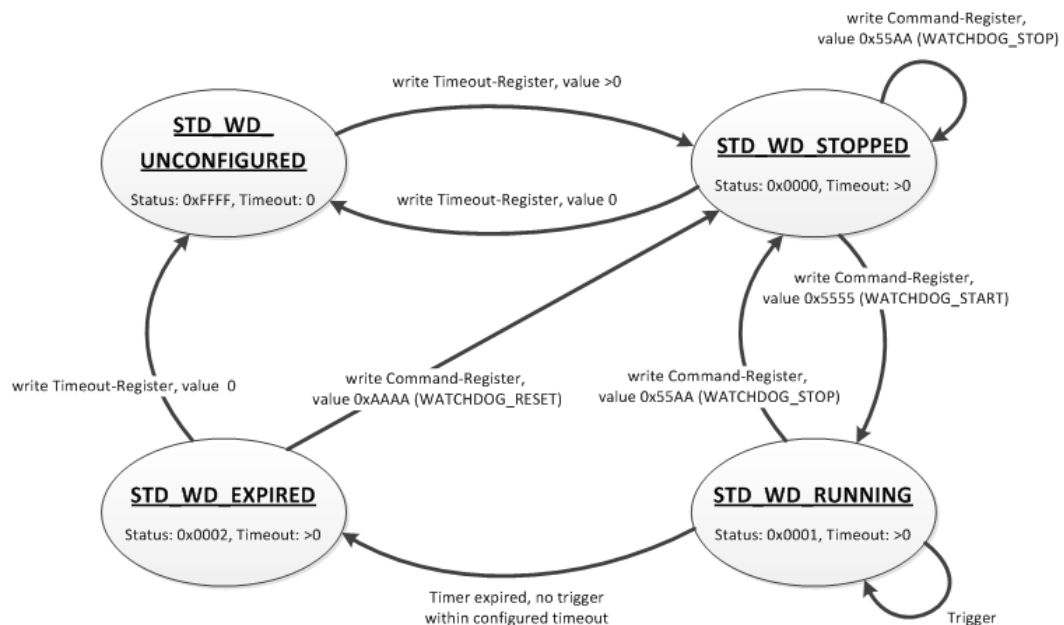 write Command-Register,
value 0x55AA (WATCHDOG_STOP)
write Timeout-Register, value >0
STD_WD_
UNCONFIGURED
Status: 0xFFFF, Timeout: 0
STD_WD_STOPPED
Status: 0x0000, Timeout: >0
write Timeout-Register, value 0
write Command-Register,
value 0x5555 (WATCHDOG_START)
write Timeout-Register, value 0
write Command-Register,
value 0xAAAA (WATCHDOG_RESET)
write Command-Register,
value 0x55AA (WATCHDOG_STOP)
STD_WD_EXPIRED
Status: 0x0002, Timeout: >0
STD_WD_RUNNING
Status: 0x0001, Timeout: >0
Timer expired, no trigger
within configured timeout
Trigger